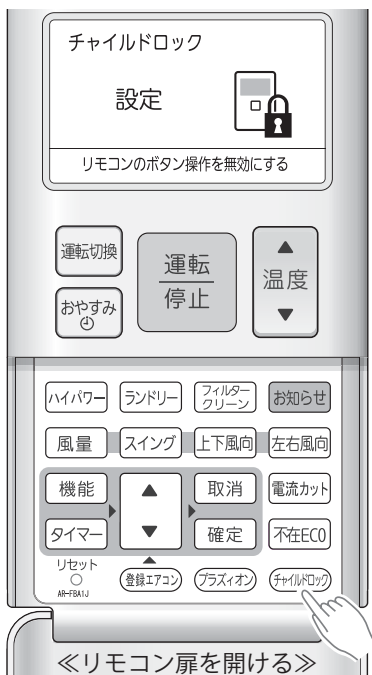 チャイルドロック
設定
リモコンのボタン操作を無効にする
運転切換
運転
停止
温度
おやすみ
ハイパワー ランドリー フィルター お知らせ
クリーン
風量 スイング 上下風向 左右風向
機能 取消 電流カット
タイマー 確定 不在ECO
リセット
登録エアコン プラズィオン チャイルドロック
AR-FBA1J
≪リモコン扉を開ける≫